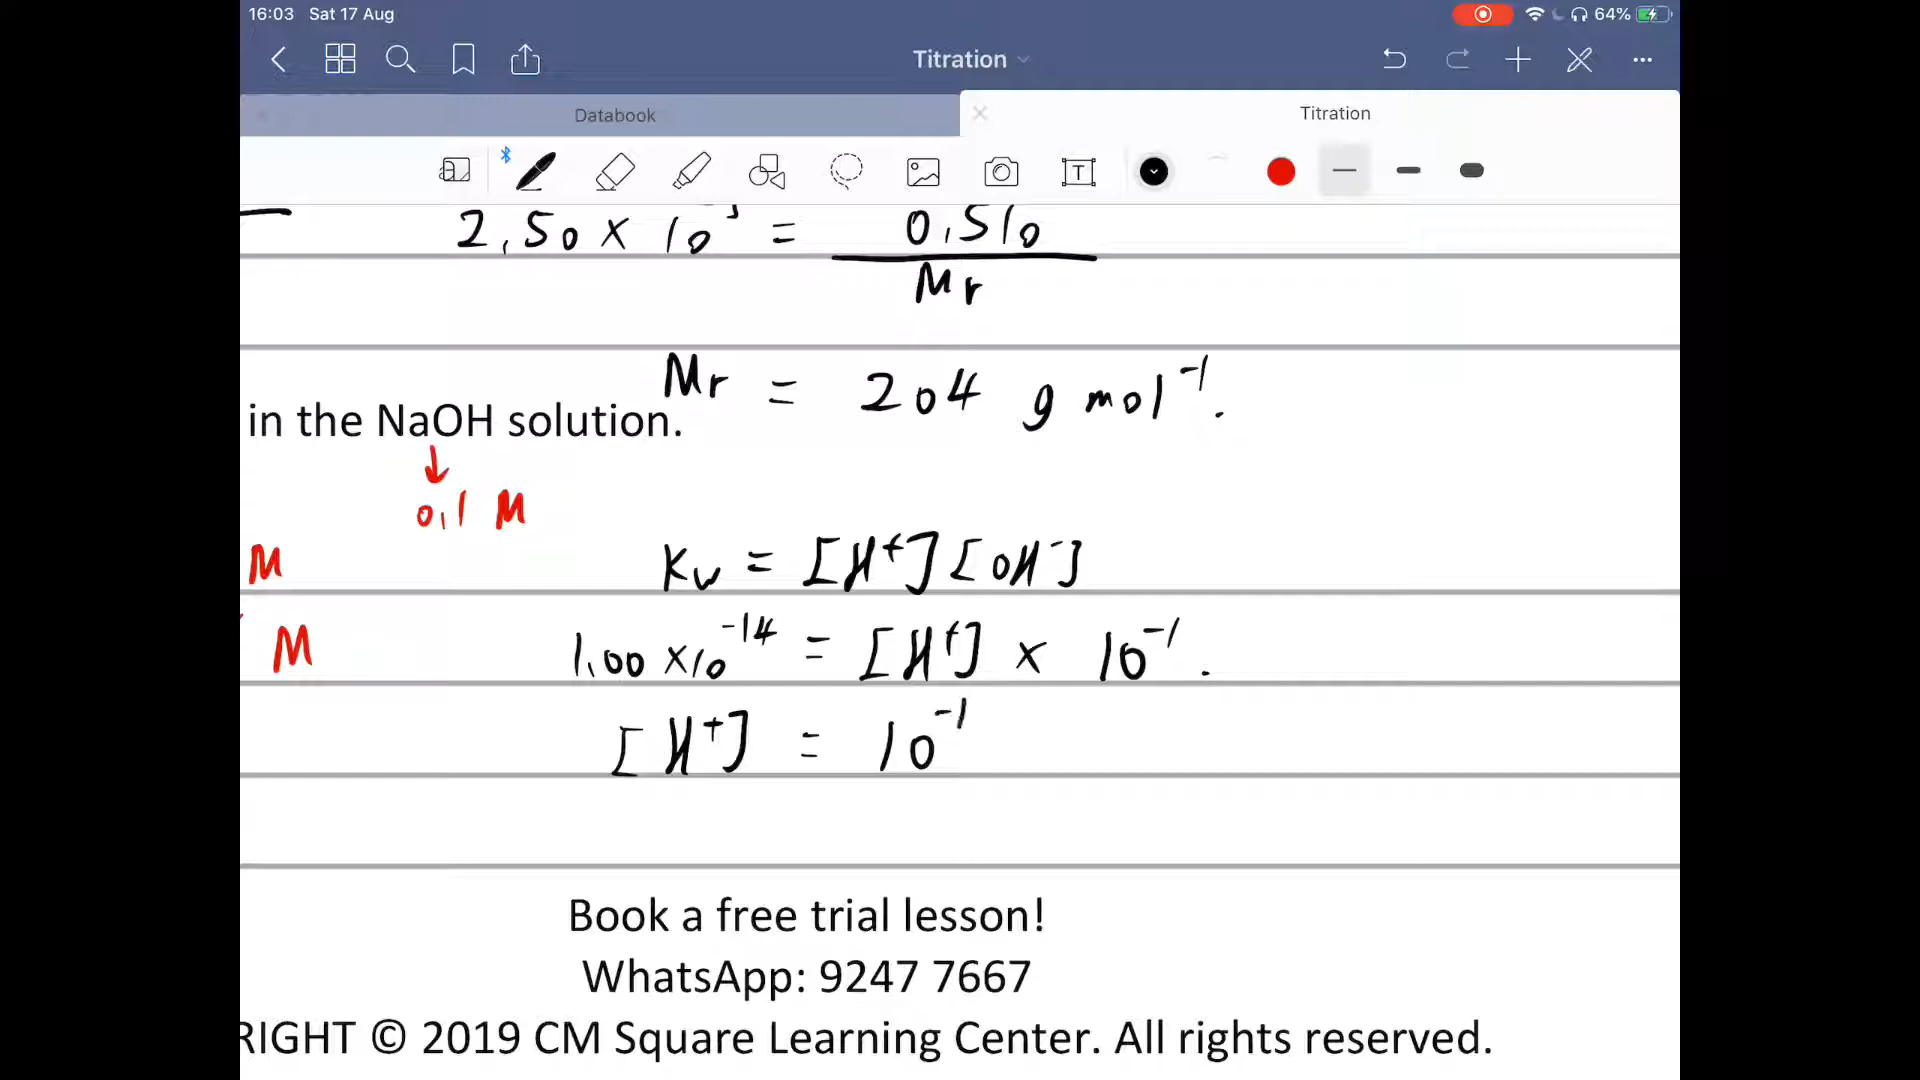 16:03 Sat 17 Aug 64%
Titration
Databook
Titration
T
2.50 × 10 = 0.510
Mr
Mr = 204 g mol⁻¹.
in the NaOH solution.
0.1 M
M
Kw = [H⁺][OH⁻]
M
1.00 ×10⁻¹⁴ = [H⁺] × 10⁻¹.
[H⁺] = 10⁻¹
Book a free trial lesson!
WhatsApp: 9247 7667
RIGHT © 2019 CM Square Learning Center. All rights reserved.